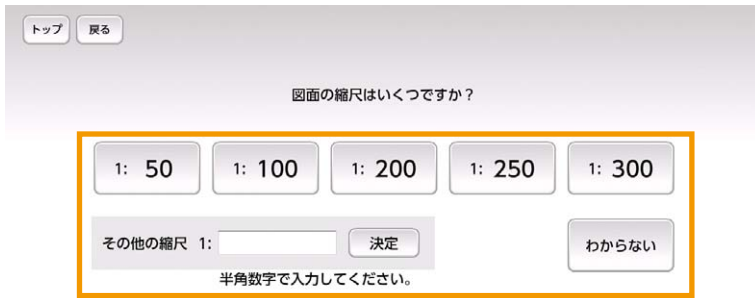 トップ 戻る
図面の縮尺はいくつですか？
1: 50 1: 100 1: 200 1: 250 1: 300
その他の縮尺 1: 決定 わからない
半角数字で入力してください。